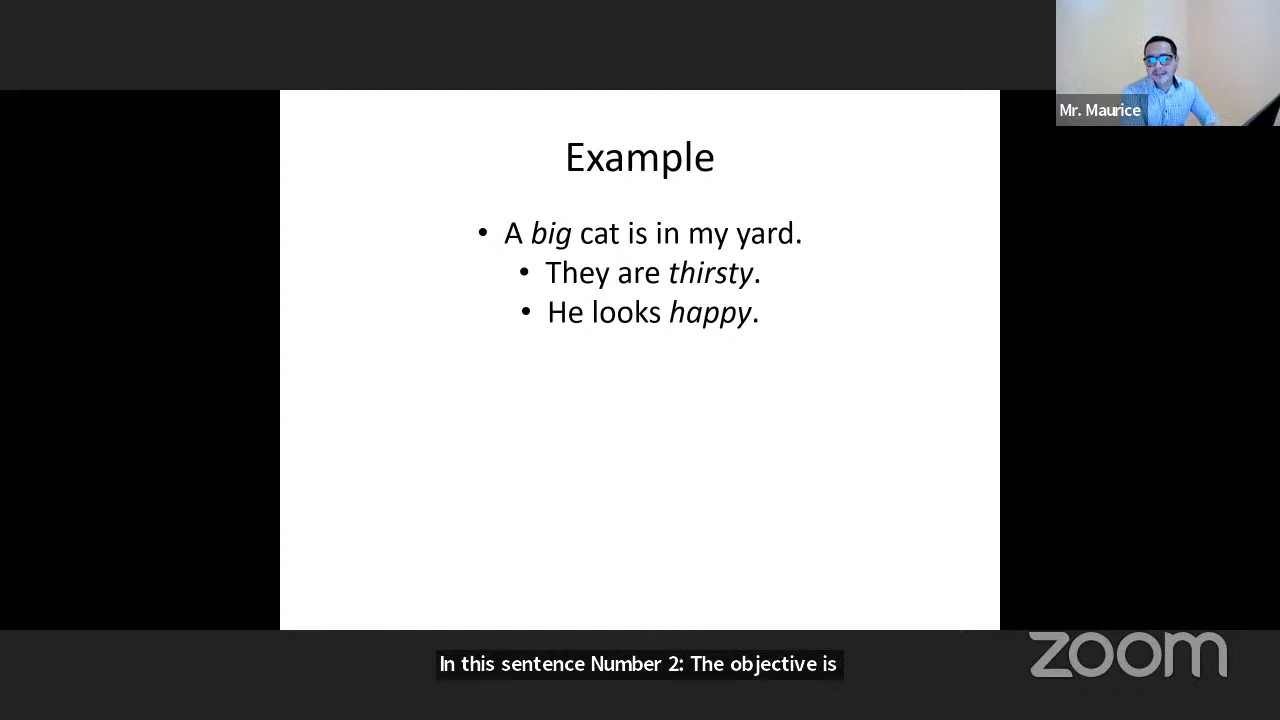 Mr. Maurice
Example
• A big cat is in my yard.
• They are thirsty.
• He looks happy.
In this sentence Number 2: The objective is
zoom